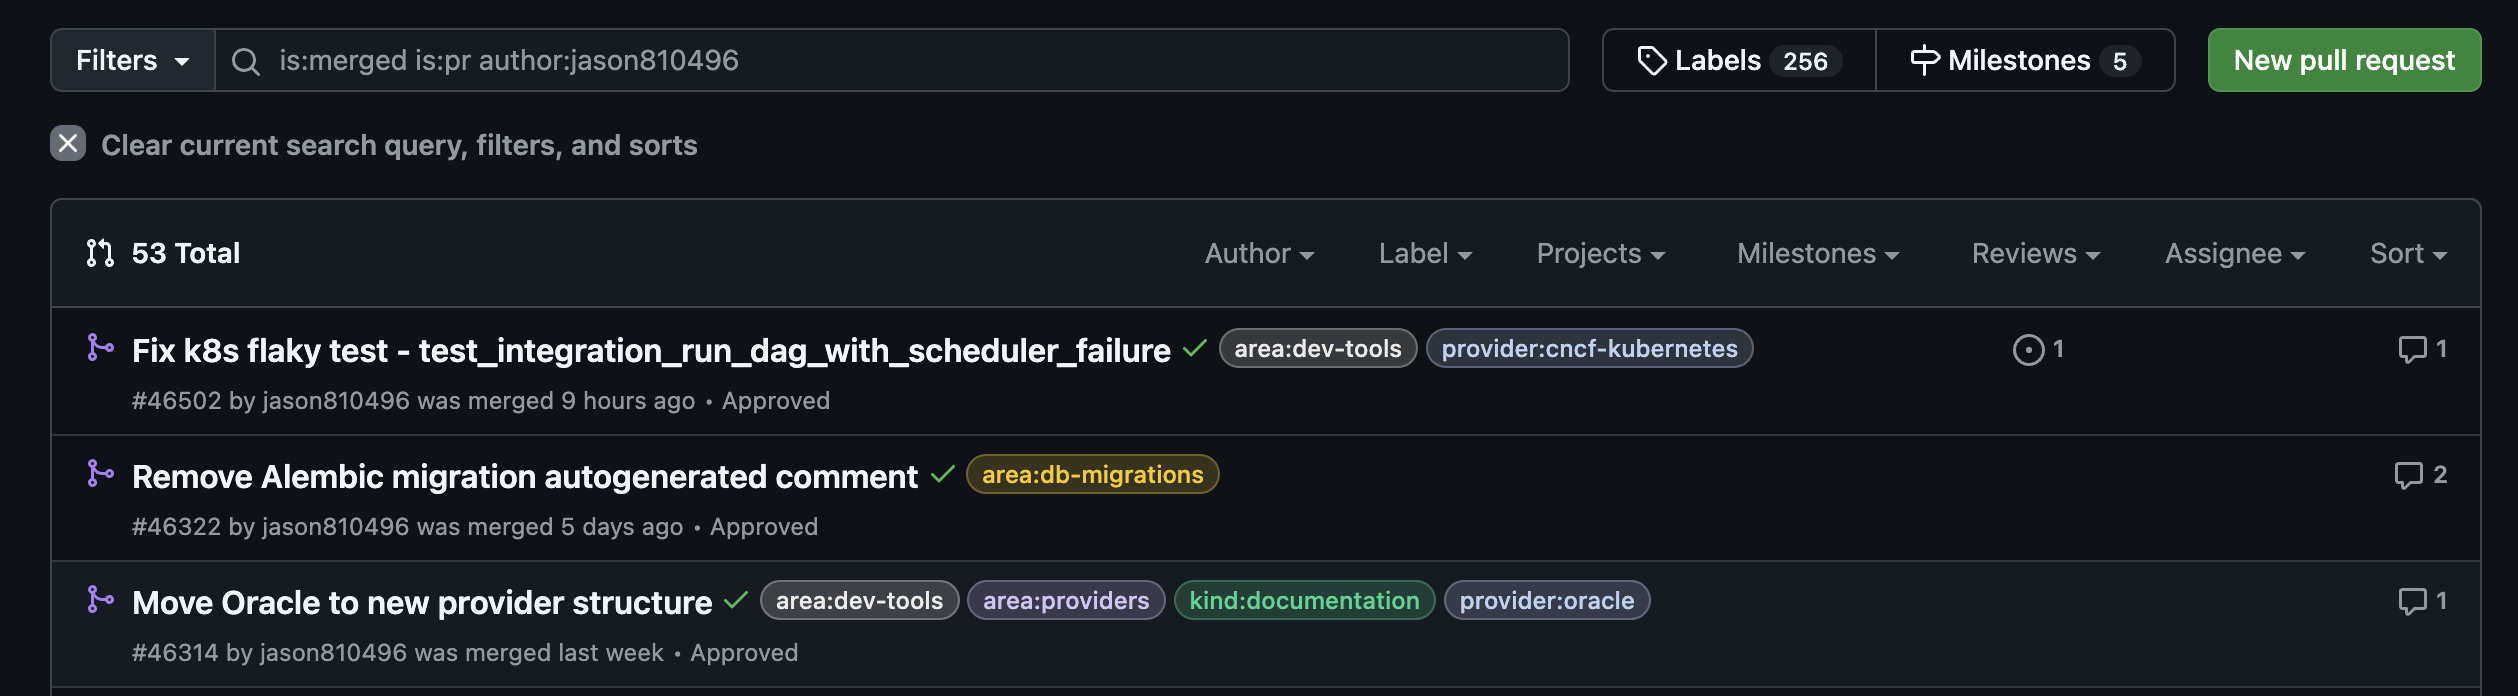 Filters is:merged is:pr author:jason810496 Labels 256 Milestones 5 New pull request
Clear current search query, filters, and sorts
53 Total Author Label Projects Milestones Reviews Assignee Sort
Fix k8s flaky test - test_integration_run_dag_with_scheduler_failure area:dev-tools provider:cncf-kubernetes 1 1
#46502 by jason810496 was merged 9 hours ago • Approved
Remove Alembic migration autogenerated comment area:db-migrations 2
#46322 by jason810496 was merged 5 days ago • Approved
Move Oracle to new provider structure area:dev-tools area:providers kind:documentation provider:oracle 1
#46314 by jason810496 was merged last week • Approved